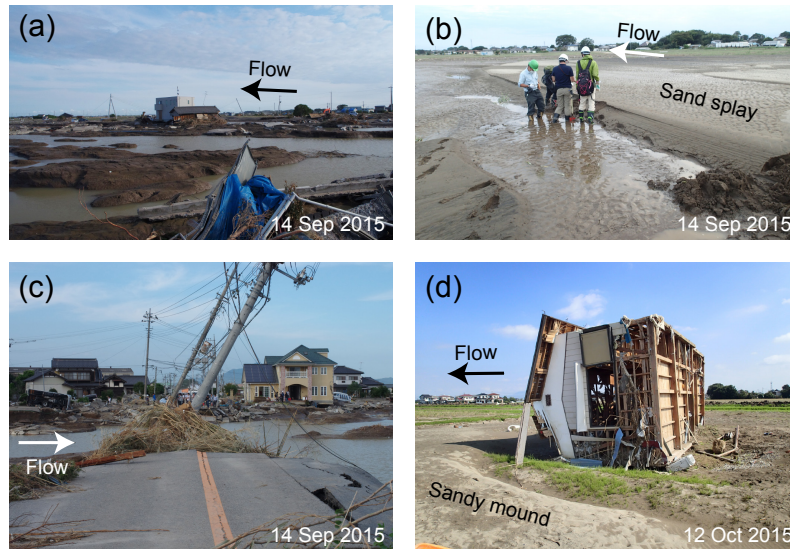 (a)
Flow
14 Sep 2015
(b)
Flow
Sand splay
14 Sep 2015
(c)
Flow
14 Sep 2015
(d)
Flow
Sandy mound
12 Oct 2015